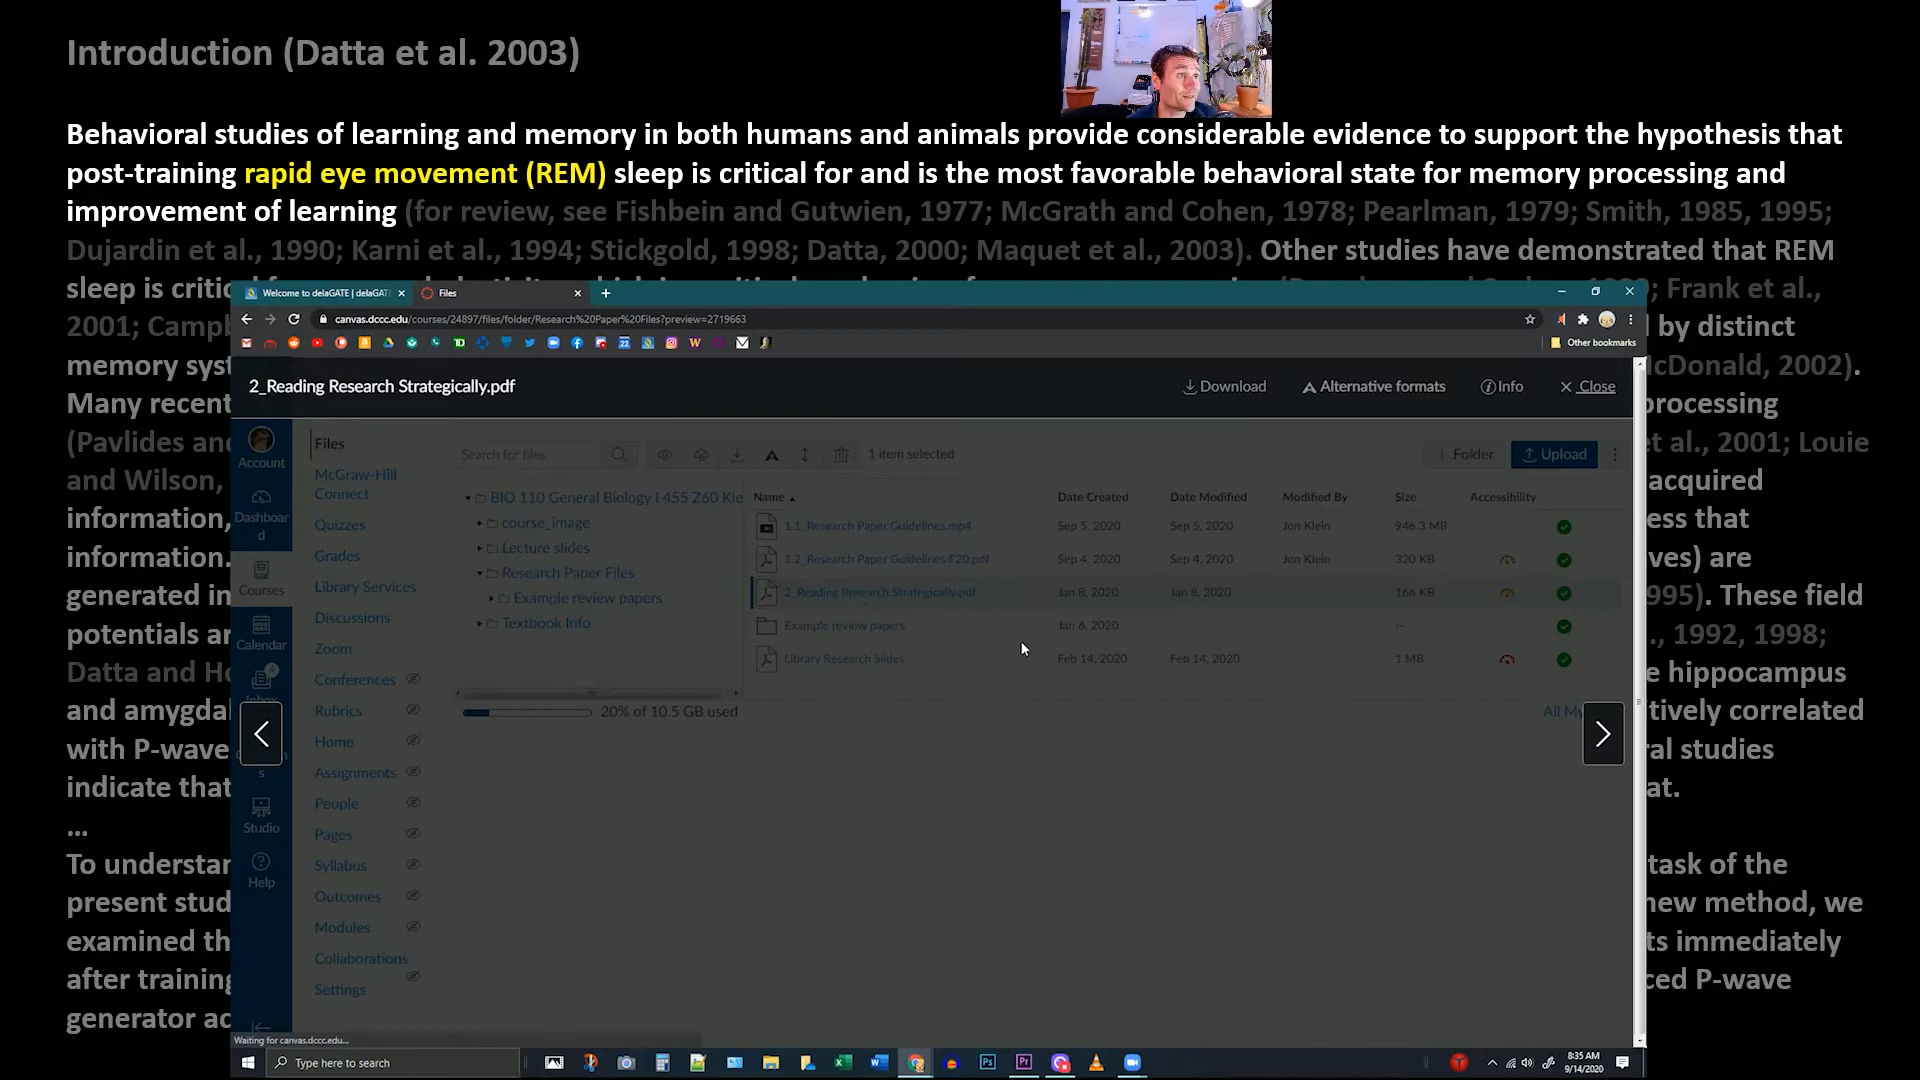 Introduction (Datta et al. 2003)
Behavioral studies of learning and memory in both humans and animals provide considerable evidence to support the hypothesis that
post-training rapid eye movement (REM) sleep is critical for and is the most favorable behavioral state for memory processing and
improvement of learning (for review, see Fishbein and Gutwien, 1977; McGrath and Cohen, 1978; Pearlman, 1979; Smith, 1985, 1995;
Dujardin et al., 1990; Karni et al., 1994; Stickgold, 1998; Datta, 2000; Maquet et al., 2003). Other studies have demonstrated that REM
sleep is critic
; Frank et al.,
2001; Campb
by distinct
memory syst
McDonald, 2002).
Many recent
processing
(Pavlides and
et al., 2001; Louie
and Wilson,
acquired
information,
ess that
information.
ves) are
generated in
995). These field
potentials ar
., 1992, 1998;
Datta and Ho
e hippocampus
and amygdal
tively correlated
with P-wave
ral studies
indicate that
at.
...
To understan
task of the
present stud
new method, we
examined th
ts immediately
after training
ced P-wave
generator ac
Welcome to delaGATE | delaGAT
Files
canvas.dccc.edu/courses/24897/files/folder/Research%20Paper%20Files?preview=2719663
Other bookmarks
2_Reading Research Strategically.pdf
Download
Alternative formats
Info
Close
Account
Dashboar
d
Courses
Calendar
Inbox
s
Studio
Help
Files
McGraw-Hill
Connect
Quizzes
Grades
Library Services
Discussions
Zoom
Conferences
Rubrics
Home
Assignments
People
Pages
Syllabus
Outcomes
Modules
Collaborations
Settings
Search for files
1 item selected
+ Folder
Upload
BIO 110 General Biology I 455 Z60 Kle
course_image
Lecture slides
Research Paper Files
Example review papers
Textbook Info
20% of 10.5 GB used
Name Date Created Date Modified Modified By Size Accessibility
1.1_Research Paper Guidelines.mp4 Sep 5, 2020 Sep 5, 2020 Jon Klein 946.3 MB
1.2_Research Paper Guidelines F20.pdf Sep 4, 2020 Sep 4, 2020 Jon Klein 320 KB
2_Reading Research Strategically.pdf Jan 8, 2020 Jan 8, 2020 166 KB
Example review papers Jan 6, 2020 --
Library Research Slides Feb 14, 2020 Feb 14, 2020 1 MB
All My
Waiting for canvas.dccc.edu...
Type here to search
8:35 AM
9/14/2020